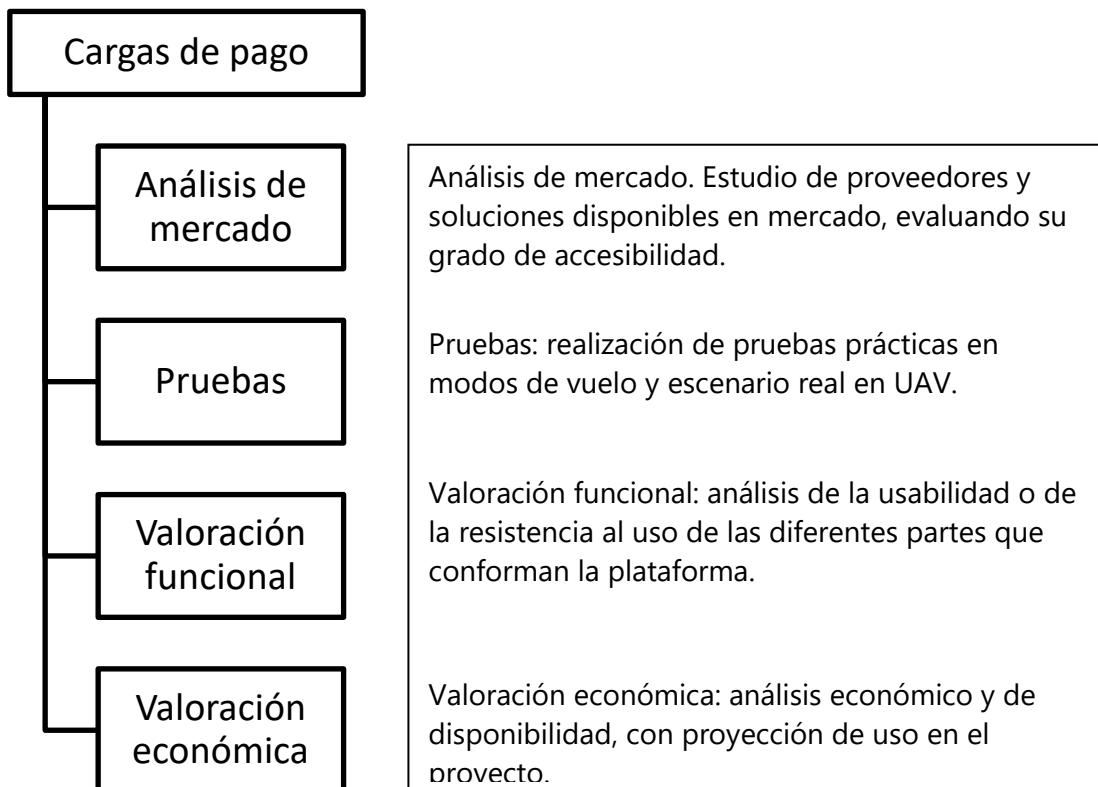 Cargas de pago
Análisis de
mercado
Análisis de mercado. Estudio de proveedores y
soluciones disponibles en mercado, evaluando su
grado de accesibilidad.
Pruebas
Pruebas: realización de pruebas prácticas en
modos de vuelo y escenario real en UAV.
Valoración
funcional
Valoración funcional: análisis de la usabilidad o de
la resistencia al uso de las diferentes partes que
conforman la plataforma.
Valoración
económica
Valoración económica: análisis económico y de
disponibilidad, con proyección de uso en el
proyecto.